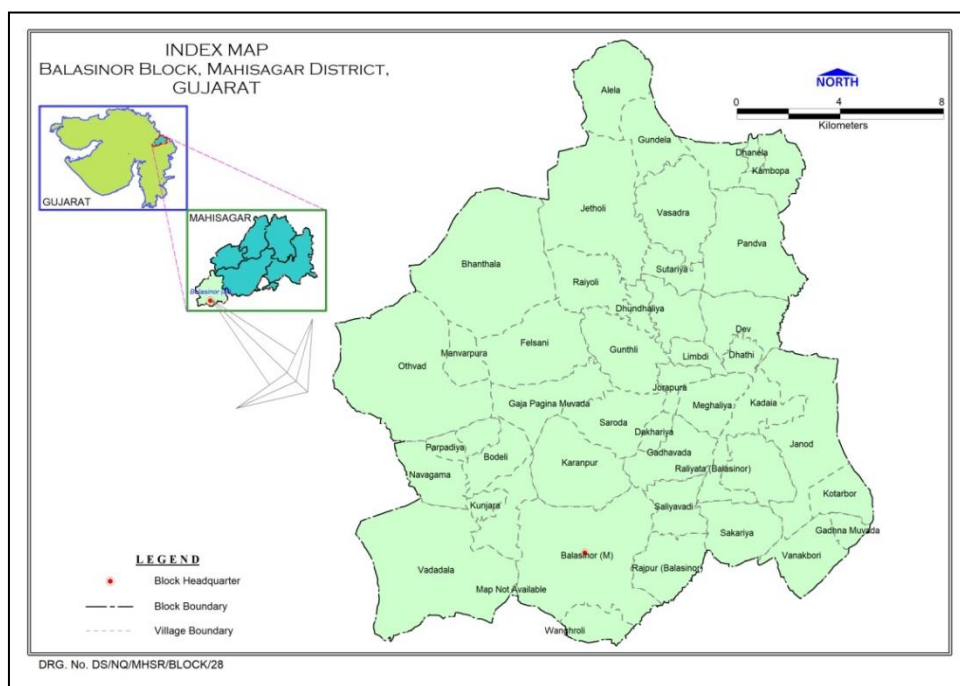 INDEX MAP
BALASINOR BLOCK, MAHISAGAR DISTRICT,
GUJARAT
NORTH
0 4 8
Kilometers
GUJARAT
MAHISAGAR
Alela
Gundela
Dhanela
Kambopa
Jetholi
Vasadra
Pandva
Bhanthala
Sutariya
Raiyoli
Dhundhaliya
Dev
Felsani
Gunthli
Manvarpura
Limbdi
Dhathi
Othvad
Jorapura
Gaja Pagina Muvada
Meghaliya
Kadaia
Saroda
Dakhariya
Janod
Parpadiya
Bodeli
Gadhavada
Navagama
Karanpur
Raliyata (Balasinor)
Kotarbor
Kunjara
Saliyavadi
Sakariya
Gadhna Muvada
Balasinor (M)
Vanakbori
Vadadala
Rajpur (Balasinor)
Map Not Available
Wanghroli
LEGEND
Block Headquarter
Block Boundary
Village Boundary
DRG. No. DS/NQ/MHSR/BLOCK/28